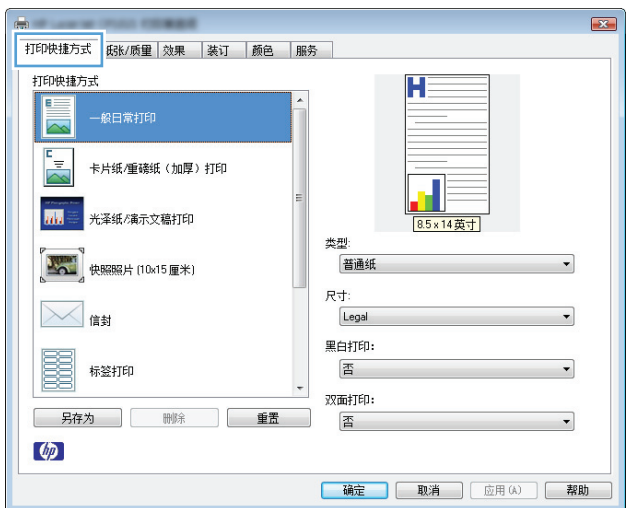 打印快捷方式 纸张/质量 效果 装订 颜色 服务
打印快捷方式
一般日常打印
卡片纸/重磅纸（加厚）打印
光泽纸/演示文稿打印
快照照片 (10x15 厘米)
信封
标签打印
另存为 删除 重置
8.5 x 14 英寸
类型:
普通纸
尺寸:
Legal
黑白打印:
否
双面打印:
否
hp
确定 取消 应用 (A) 帮助